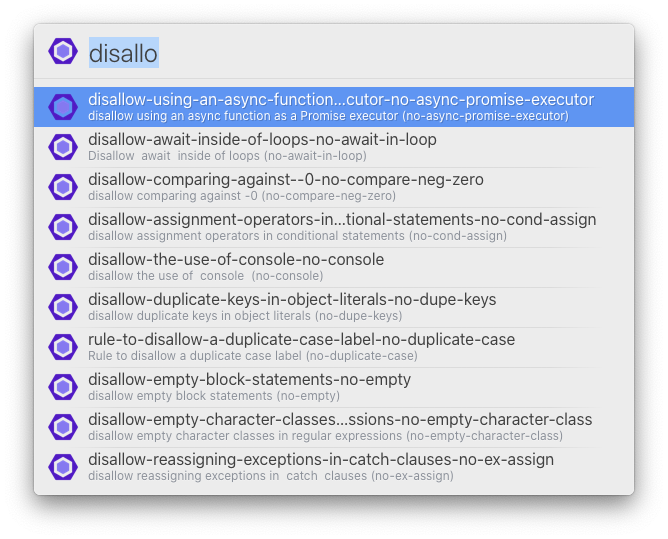 disallo
disallow-using-an-async-function...cutor-no-async-promise-executor
disallow using an async function as a Promise executor (no-async-promise-executor)
disallow-await-inside-of-loops-no-await-in-loop
Disallow  await  inside of loops (no-await-in-loop)
disallow-comparing-against--0-no-compare-neg-zero
disallow comparing against -0 (no-compare-neg-zero)
disallow-assignment-operators-in...tional-statements-no-cond-assign
disallow assignment operators in conditional statements (no-cond-assign)
disallow-the-use-of-console-no-console
disallow the use of  console  (no-console)
disallow-duplicate-keys-in-object-literals-no-dupe-keys
disallow duplicate keys in object literals (no-dupe-keys)
rule-to-disallow-a-duplicate-case-label-no-duplicate-case
Rule to disallow a duplicate case label (no-duplicate-case)
disallow-empty-block-statements-no-empty
disallow empty block statements (no-empty)
disallow-empty-character-classes...ssions-no-empty-character-class
disallow empty character classes in regular expressions (no-empty-character-class)
disallow-reassigning-exceptions-in-catch-clauses-no-ex-assign
disallow reassigning exceptions in  catch  clauses (no-ex-assign)